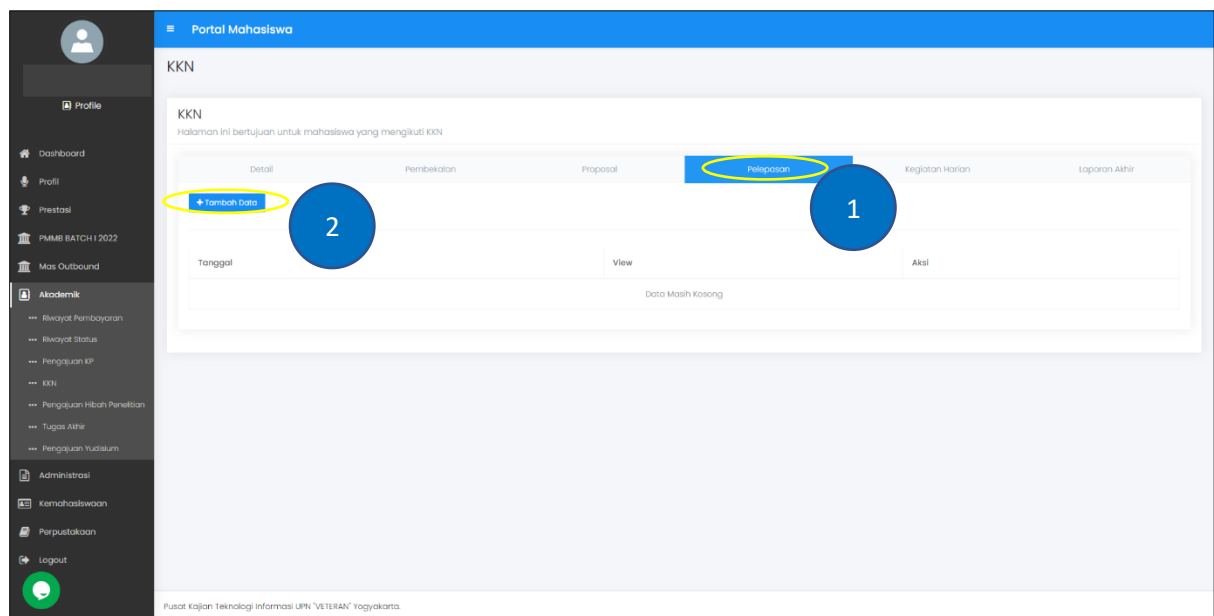 Portal Mahasiswa
KKN
Profile
KKN
Halaman ini bertujuan untuk mahasiswa yang mengikuti KKN
Detail Pembekalan Proposal Pelepasan Kegiatan Harian Laporan Akhir
+ Tambah Data
1
2
Tanggal View Aksi
Data Masih Kosong
Dashboard
Profil
Prestasi
PMMB BATCH I 2022
Mas Outbound
Akademik
Riwayat Pembayaran
Riwayat Status
Pengajuan KP
KKN
Pengajuan Hibah Penelitian
Tugas Akhir
Pengajuan Yudisium
Administrasi
Kemahasiswaan
Perpustakaan
Logout
Pusat Kajian Teknologi Informasi UPN "VETERAN" Yogyakarta.